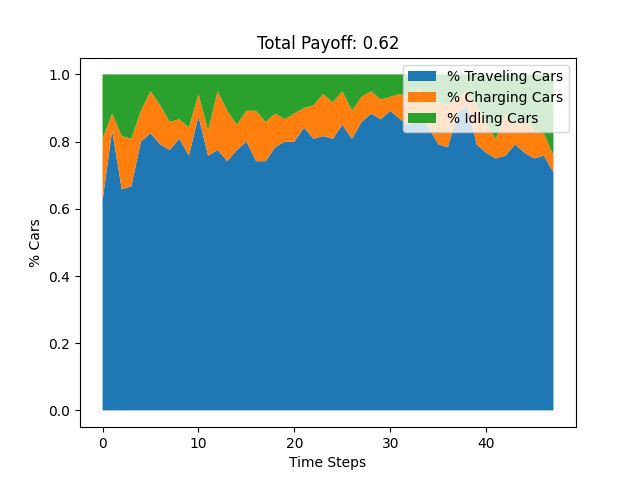 Total Payoff: 0.62
% Traveling Cars
% Charging Cars
% Idling Cars
% Cars
1.0
0.8
0.6
0.4
0.2
0.0
0 10 20 30 40
Time Steps